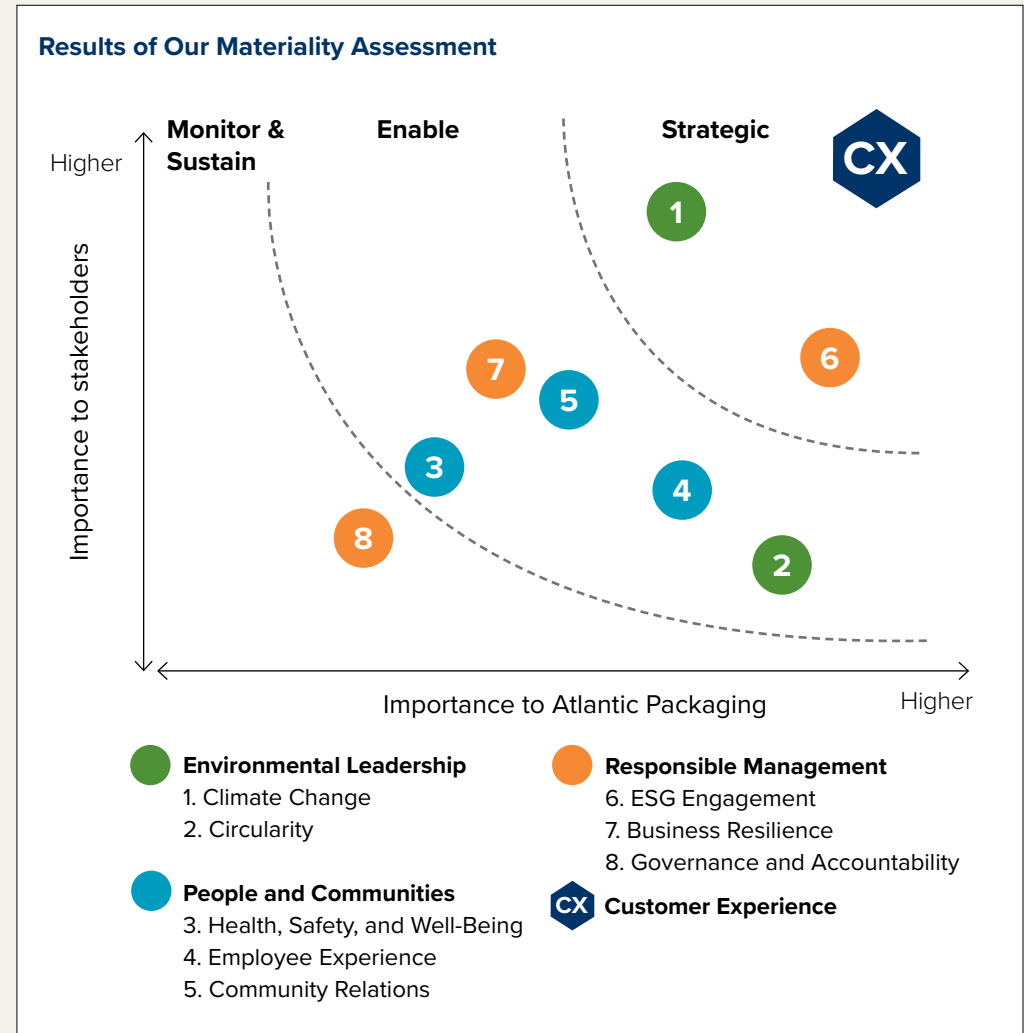 Results of Our Materiality Assessment
Monitor &
Sustain
Enable
Strategic
CX
Higher
1
Importance to stakeholders
6
7
5
3
4
8
2
Importance to Atlantic Packaging
Higher
Environmental Leadership
1. Climate Change
2. Circularity
People and Communities
3. Health, Safety, and Well-Being
4. Employee Experience
5. Community Relations
Responsible Management
6. ESG Engagement
7. Business Resilience
8. Governance and Accountability
CX Customer Experience